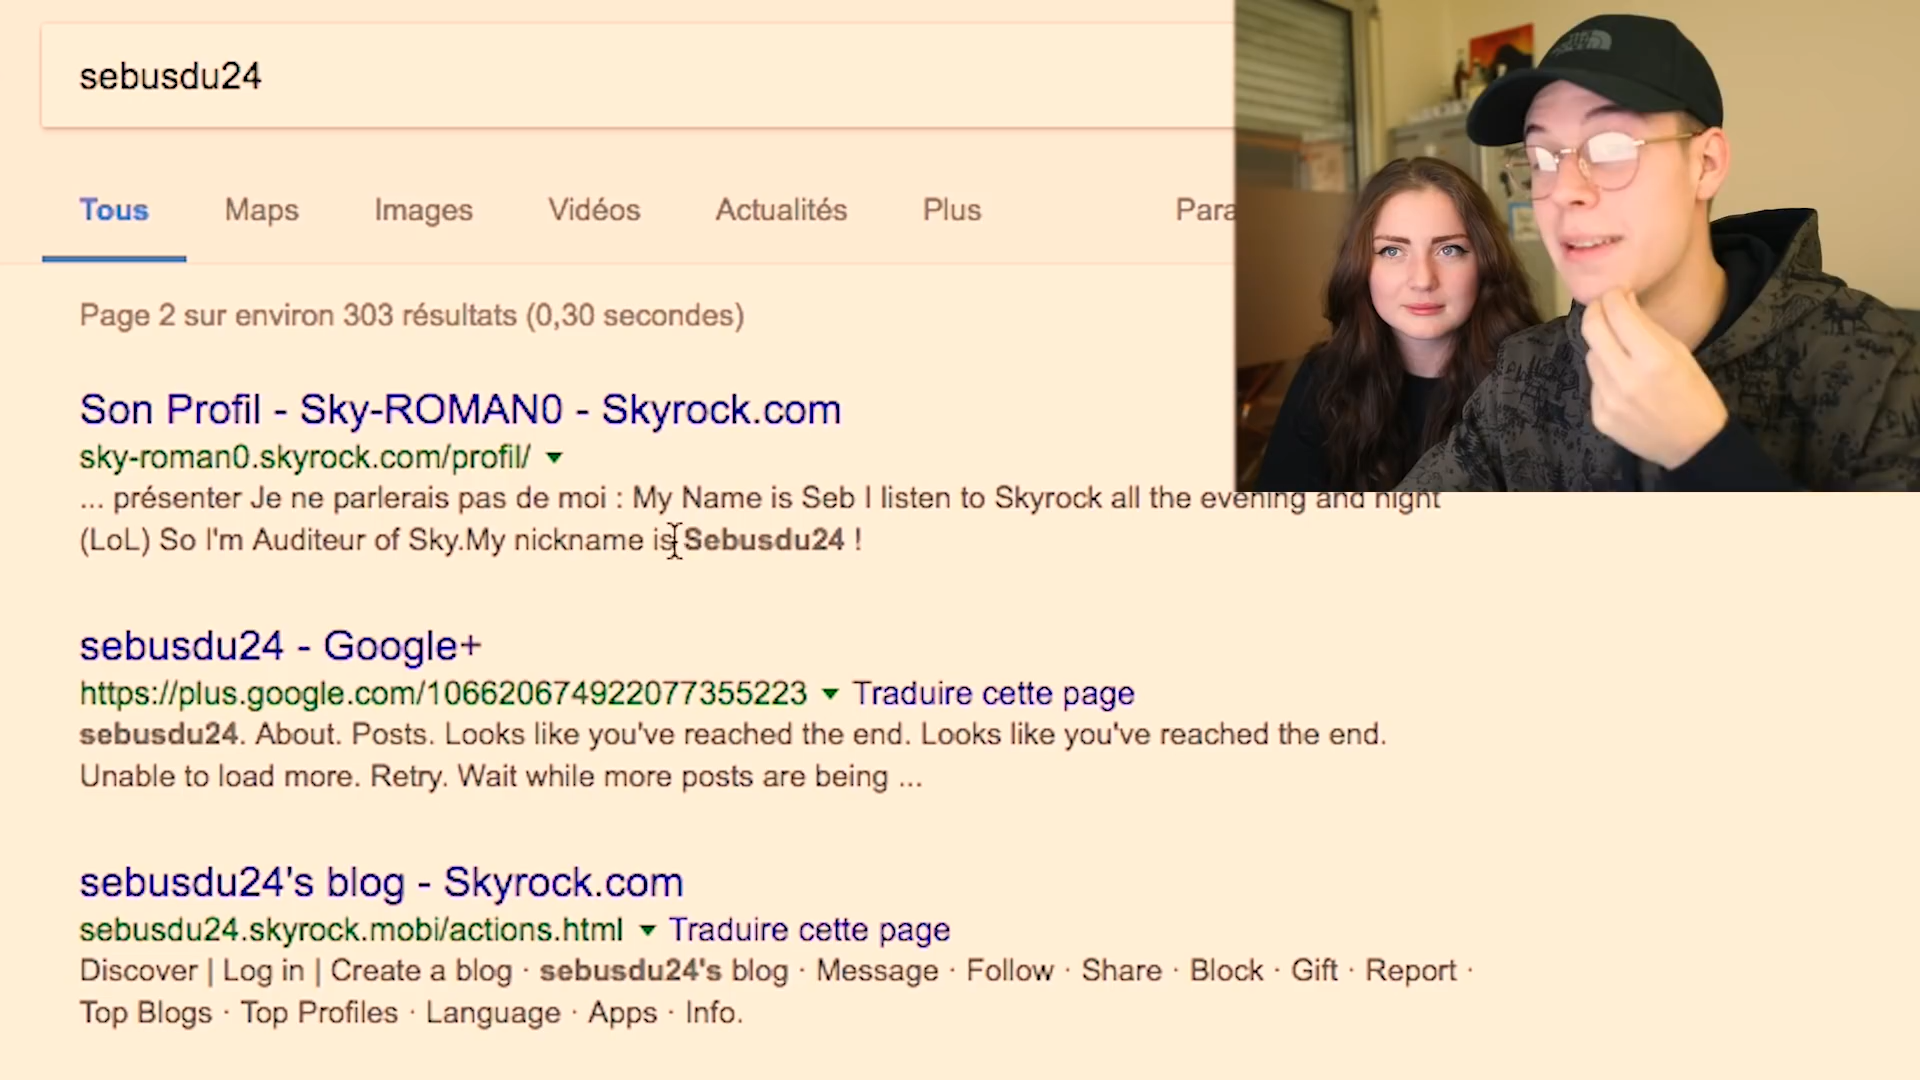 sebusdu24
Tous Maps Images Vidéos Actualités Plus Para
Page 2 sur environ 303 résultats (0,30 secondes)
Son Profil - Sky-ROMAN0 - Skyrock.com
sky-roman0.skyrock.com/profil/
... présenter Je ne parlerais pas de moi : My Name is Seb I listen to Skyrock all the evening and night
(LoL) So I'm Auditeur of Sky.My nickname is Sebusdu24 !
sebusdu24 - Google+
https://plus.google.com/106620674922077355223 Traduire cette page
sebusdu24. About. Posts. Looks like you've reached the end. Looks like you've reached the end.
Unable to load more. Retry. Wait while more posts are being ...
sebusdu24's blog - Skyrock.com
sebusdu24.skyrock.mobi/actions.html Traduire cette page
Discover | Log in | Create a blog · sebusdu24's blog · Message · Follow · Share · Block · Gift · Report ·
Top Blogs · Top Profiles · Language · Apps · Info.